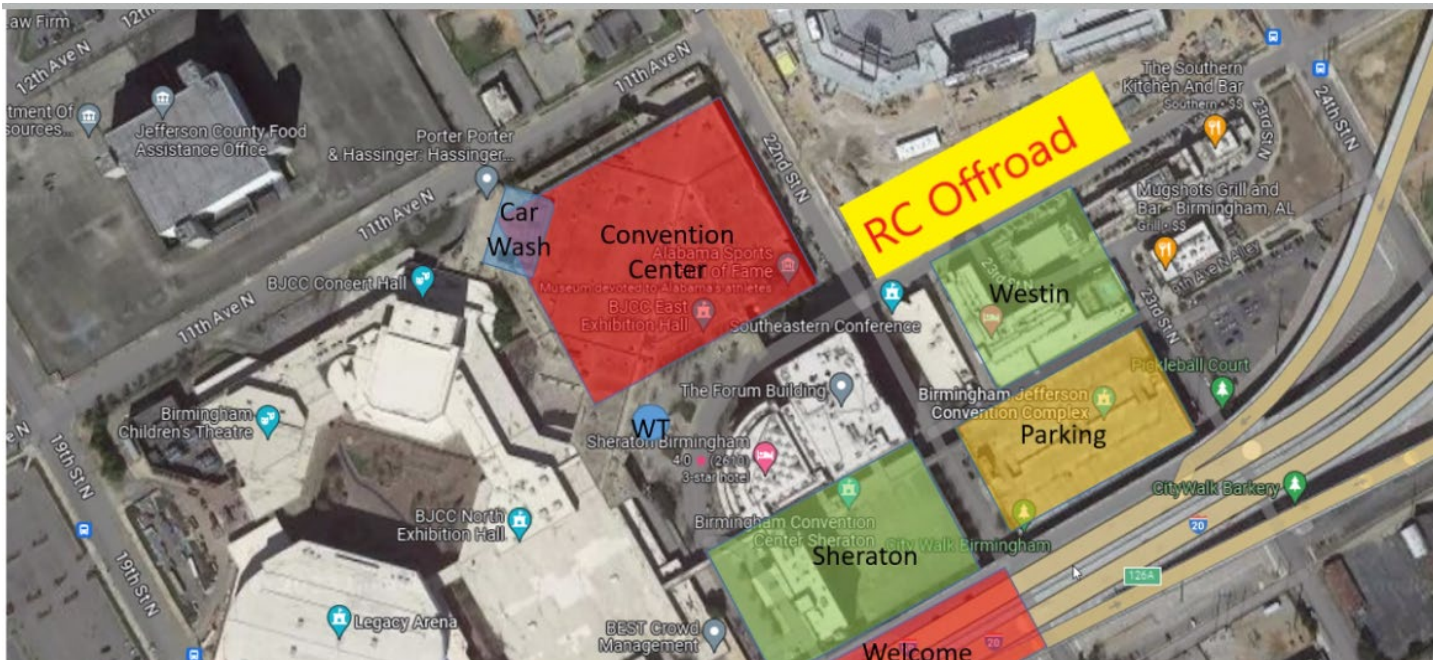 aw Firm
12th
12th Ave N
tment Of
sources...
Jefferson County Food
Assistance Office
Porter Porter
& Hassinger: Hassinger...
11th Ave N
11th Ave N
11th Ave N
22nd St N
RC Offroad
The Southern
Kitchen And Bar
Southern • $$
23rd St N
24th St N
Mugshots Grill and
Bar - Birmingham, AL
Grill • $$
Car
Wash
Convention
Center
Alabama Sports
of Fame
Museum devoted to Alabama's athletes
BJCC East
Exhibition Hall
BJCC Concert Hall
Southeastern Conference
23rd St N
Westin
23rd St N
Pickleball Court
The Forum Building
Birmingham Jefferson
Convention Complex
Parking
WT
Sheraton Birmingham
4.0
3-star hotel
Birmingham
Children's Theatre
19th St N
BJCC North
Exhibition Hall
Birmingham Convention
Center Sheraton
Sheraton
City Walk Birmingham
CityWalk Barkery
20
126A
19th St N
Legacy Arena
BEST Crowd
Management
20
Welcome